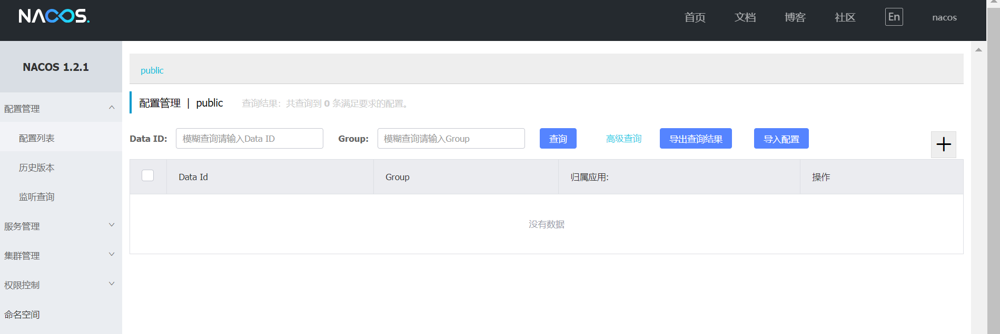 NACOS.
首页 文档 博客 社区 En nacos
NACOS 1.2.1
配置管理
配置列表
历史版本
监听查询
服务管理
集群管理
权限控制
命名空间
public
配置管理 | public 查询结果：共查询到 0 条满足要求的配置。
Data ID: 模糊查询请输入Data ID Group: 模糊查询请输入Group 查询 高级查询 导出查询结果 导入配置
Data Id Group 归属应用: 操作
没有数据